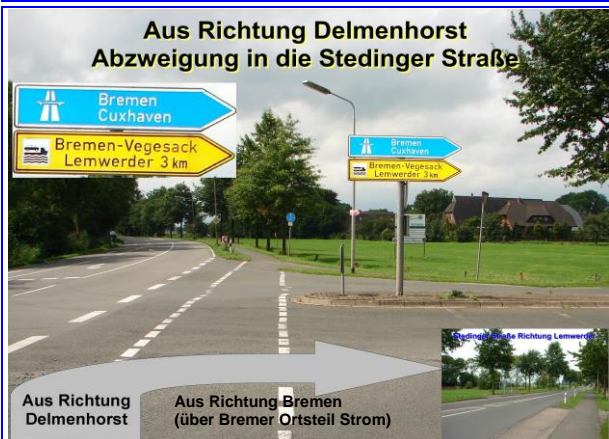 Aus Richtung Delmenhorst
Abzweigung in die Stedinger Straße
Bremen
Cuxhaven
Bremen-Vegesack
Lemwerder 3 km
Bremen
Cuxhaven
Bremen-Vegesack
Lemwerder 3 km
Stedinger Straße Richtung Lemwerder
Aus Richtung
Delmenhorst
Aus Richtung Bremen
(über Bremer Ortsteil Strom)